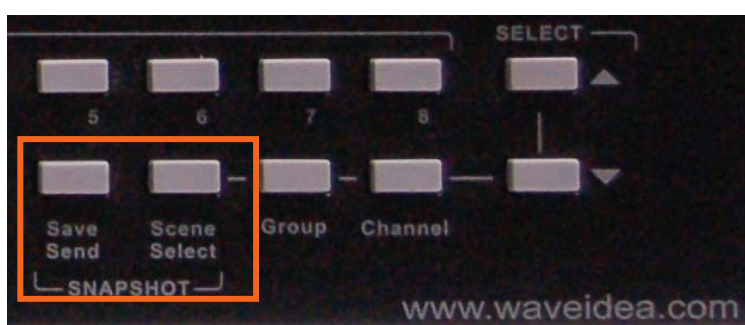 SELECT
5 6 7 8
Save Send
Scene Select
Group
Channel
SNAPSHOT
www.waveidea.com